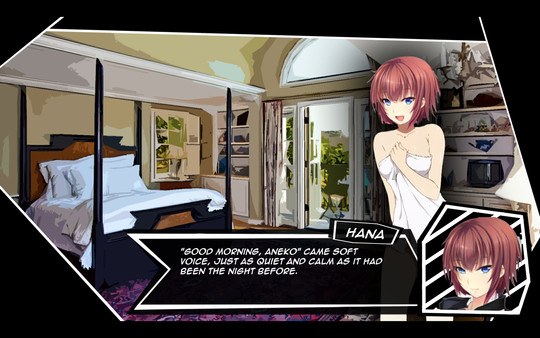 HANA
"GOOD MORNING, ANEKO" CAME SOFT
VOICE, JUST AS QUIET AND CALM AS IT HAD
BEEN THE NIGHT BEFORE.